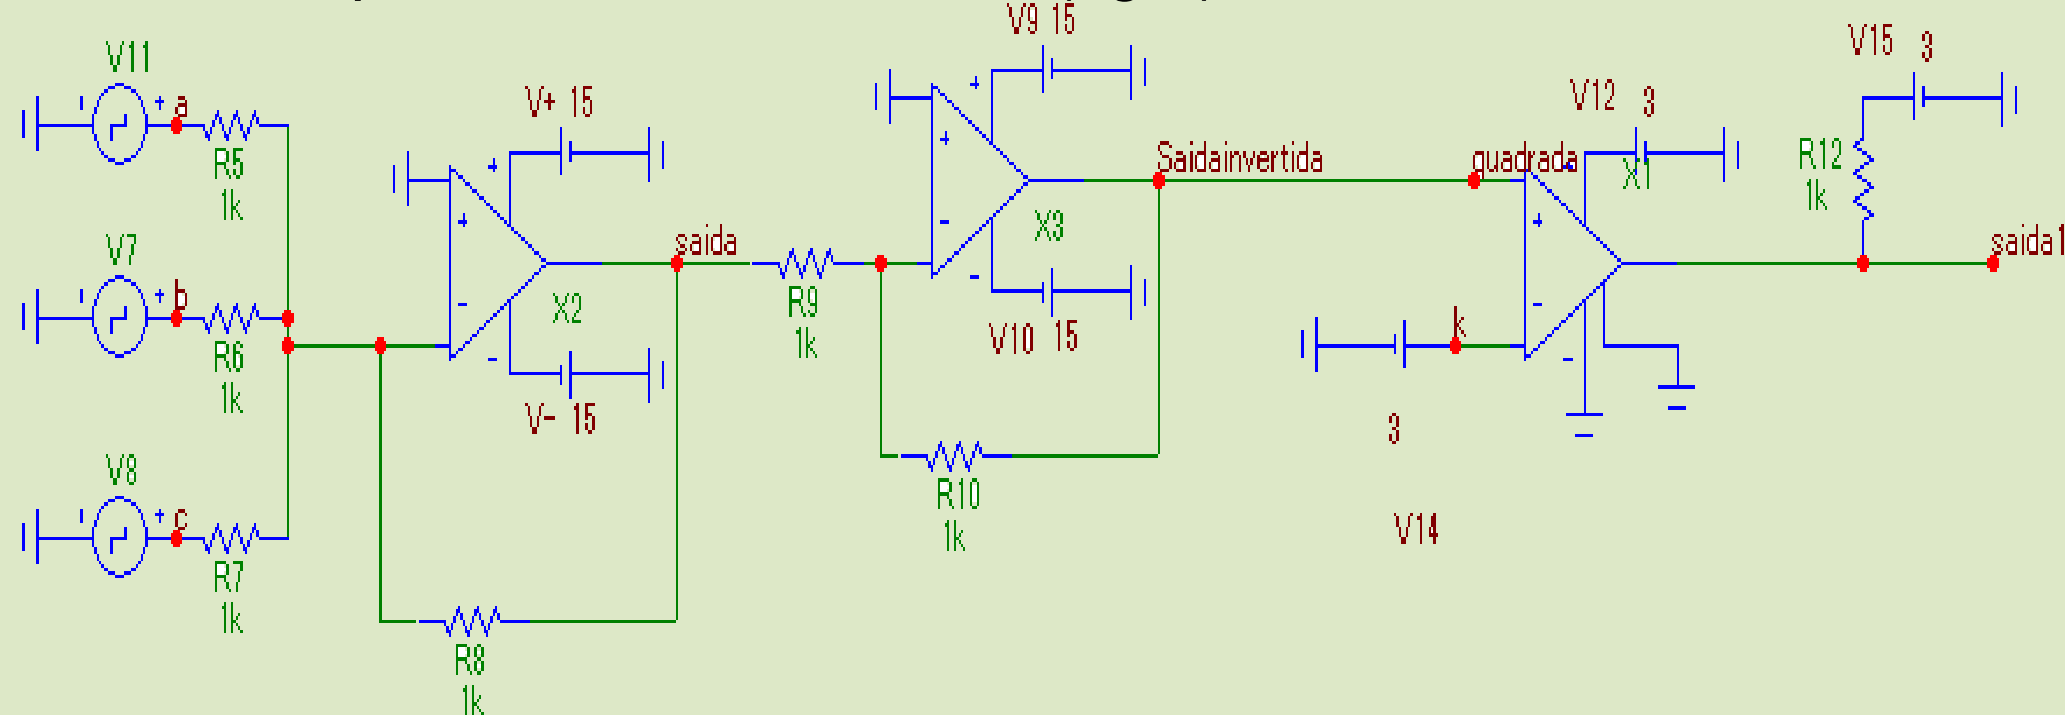 V11
a
R5
1k
V7
b
R6
1k
V8
c
R7
1k
V+ 15
X2
V- 15
R8
1k
saida
R9
1k
V9 15
X3
V10 15
R10
1k
Saidainvertida
quadrada
V12 3
X1
k
3
V14
V15 3
R12
1k
saida1